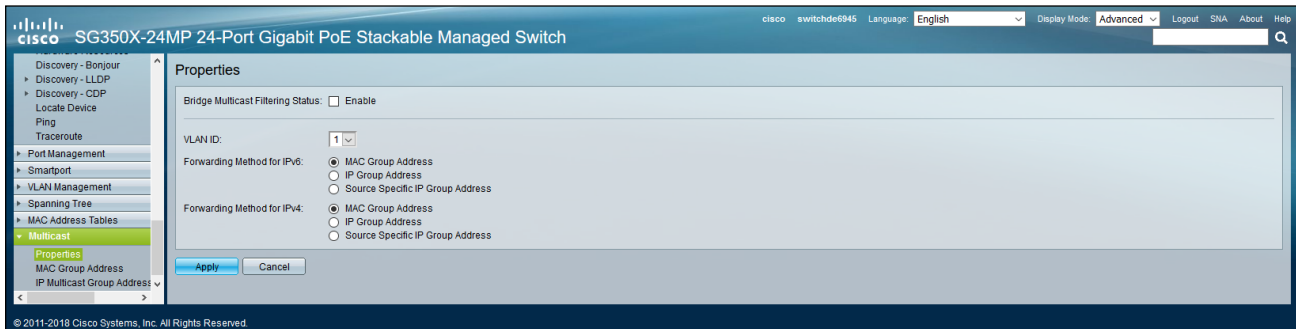 cisco switchde6945 Language: English Display Mode: Advanced Logout SNA About Help
CISCO SG350X-24MP 24-Port Gigabit PoE Stackable Managed Switch
Discovery - Bonjour
Discovery - LLDP
Discovery - CDP
Locate Device
Ping
Traceroute
Port Management
Smartport
VLAN Management
Spanning Tree
MAC Address Tables
Multicast
Properties
MAC Group Address
IP Multicast Group Address
Properties
Bridge Multicast Filtering Status: Enable
VLAN ID: 1
Forwarding Method for IPv6: MAC Group Address
IP Group Address
Source Specific IP Group Address
Forwarding Method for IPv4: MAC Group Address
IP Group Address
Source Specific IP Group Address
Apply Cancel
© 2011-2018 Cisco Systems, Inc. All Rights Reserved.